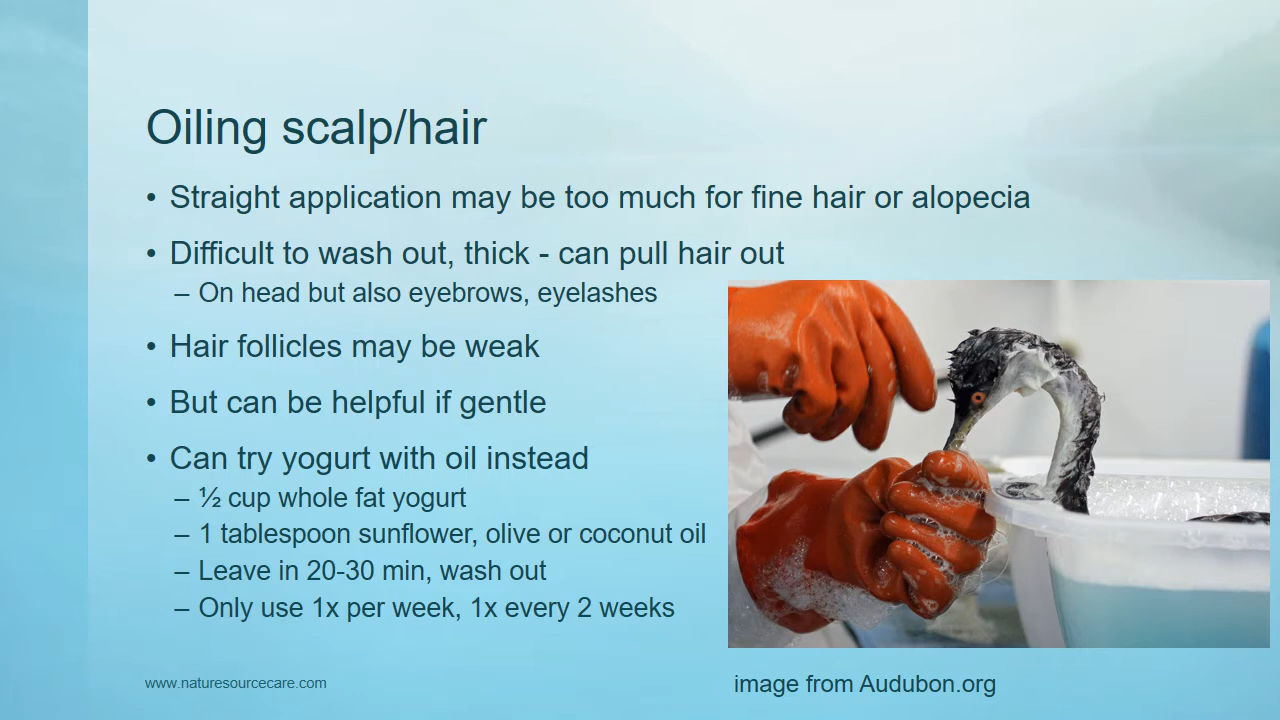 Oiling scalp/hair
• Straight application may be too much for fine hair or alopecia
• Difficult to wash out, thick - can pull hair out
– On head but also eyebrows, eyelashes
• Hair follicles may be weak
• But can be helpful if gentle
• Can try yogurt with oil instead
– ½ cup whole fat yogurt
– 1 tablespoon sunflower, olive or coconut oil
– Leave in 20-30 min, wash out
– Only use 1x per week, 1x every 2 weeks
www.naturesourcecare.com
image from Audubon.org